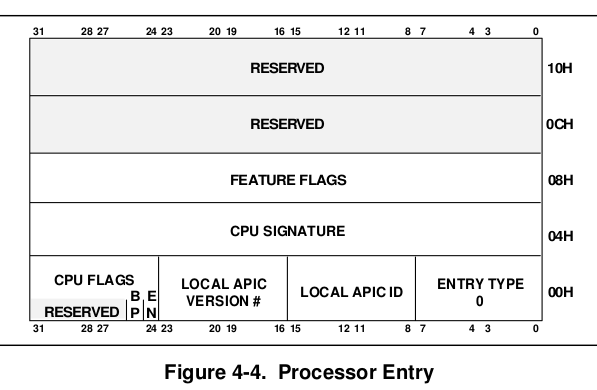 31 28 27 24 23 20 19 16 15 12 11 8 7 4 3 0
RESERVED 10H
RESERVED 0CH
FEATURE FLAGS 08H
CPU SIGNATURE 04H
CPU FLAGS
RESERVED
B
P
E
N
LOCAL APIC
VERSION #
LOCAL APIC ID
ENTRY TYPE
0
00H
31 28 27 24 23 20 19 16 15 12 11 8 7 4 3 0
Figure 4-4. Processor Entry